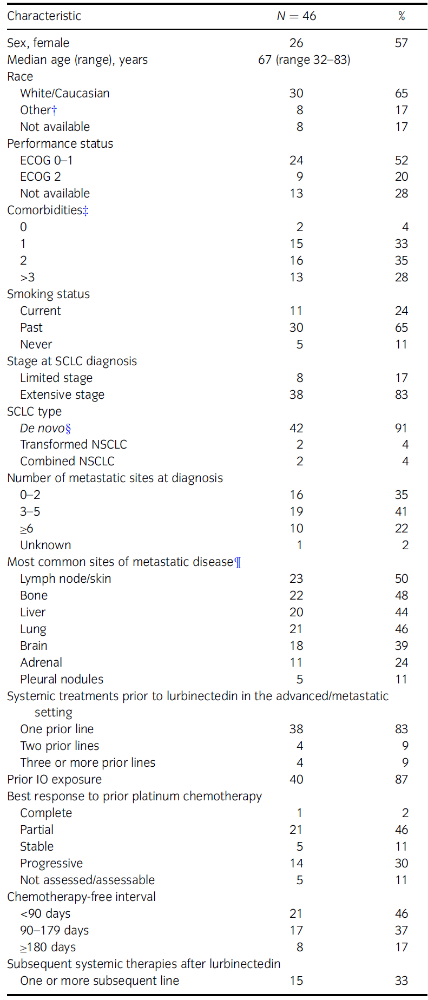 Characteristic N = 46 %
Sex, female 26 57
Median age (range), years 67 (range 32–83)
Race
White/Caucasian 30 65
Other† 8 17
Not available 8 17
Performance status
ECOG 0–1 24 52
ECOG 2 9 20
Not available 13 28
Comorbidities‡
0 2 4
1 15 33
2 16 35
>3 13 28
Smoking status
Current 11 24
Past 30 65
Never 5 11
Stage at SCLC diagnosis
Limited stage 8 17
Extensive stage 38 83
SCLC type
De novo§ 42 91
Transformed NSCLC 2 4
Combined NSCLC 2 4
Number of metastatic sites at diagnosis
0–2 16 35
3–5 19 41
≥6 10 22
Unknown 1 2
Most common sites of metastatic disease¶
Lymph node/skin 23 50
Bone 22 48
Liver 20 44
Lung 21 46
Brain 18 39
Adrenal 11 24
Pleural nodules 5 11
Systemic treatments prior to lurbinectedin in the advanced/metastatic
setting
One prior line 38 83
Two prior lines 4 9
Three or more prior lines 4 9
Prior IO exposure 40 87
Best response to prior platinum chemotherapy
Complete 1 2
Partial 21 46
Stable 5 11
Progressive 14 30
Not assessed/assessable 5 11
Chemotherapy-free interval
<90 days 21 46
90–179 days 17 37
≥180 days 8 17
Subsequent systemic therapies after lurbinectedin
One or more subsequent line 15 33